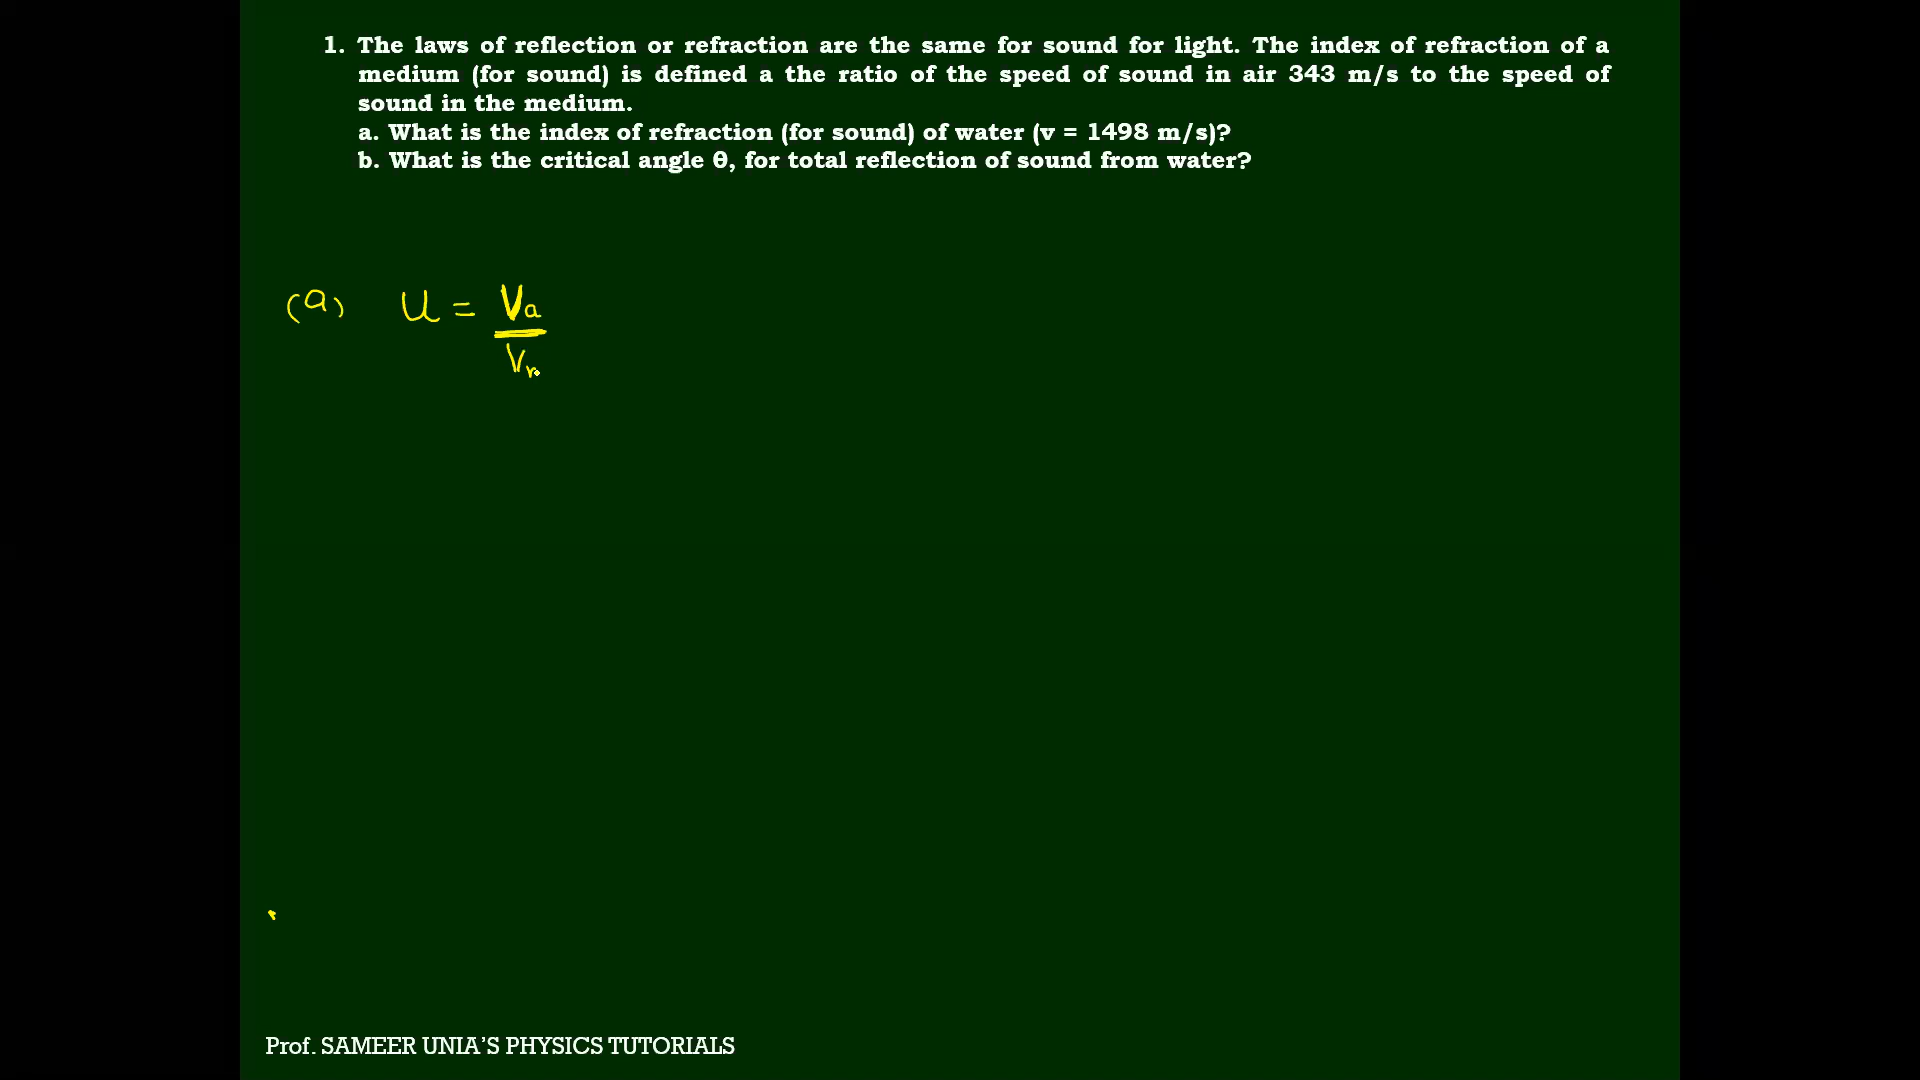 1. The laws of reflection or refraction are the same for sound for light. The index of refraction of a
medium (for sound) is defined a the ratio of the speed of sound in air 343 m/s to the speed of
sound in the medium.
a. What is the index of refraction (for sound) of water (v = 1498 m/s)?
b. What is the critical angle θ, for total reflection of sound from water?
(a) u = Va
Vr
Prof. SAMEER UNIA’S PHYSICS TUTORIALS